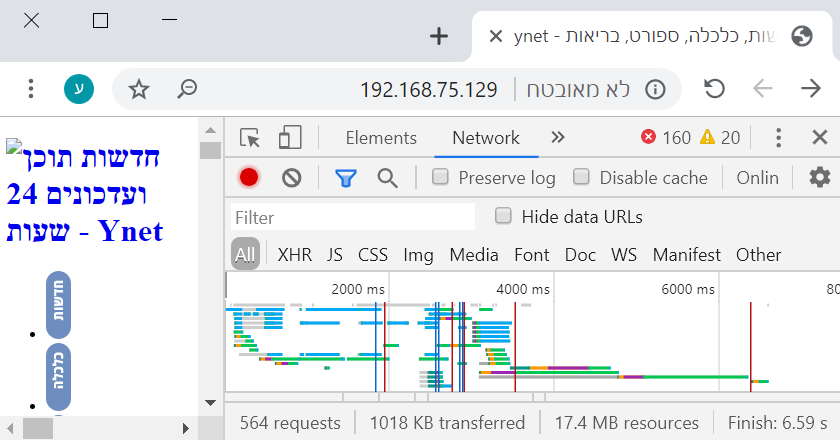 ynet - שות, כלכלה, ספורט, בריאות
ע
192.168.75.129
לא מאובטח
חדשות תוכן
ועדכונים 24
שעות - Ynet
חדשות
כלכלה
Elements
Network
160
20
Preserve log
Disable cache
Onlin
Filter
Hide data URLs
All XHR JS CSS Img Media Font Doc WS Manifest Other
2000 ms
4000 ms
6000 ms
80
564 requests
1018 KB transferred
17.4 MB resources
Finish: 6.59 s